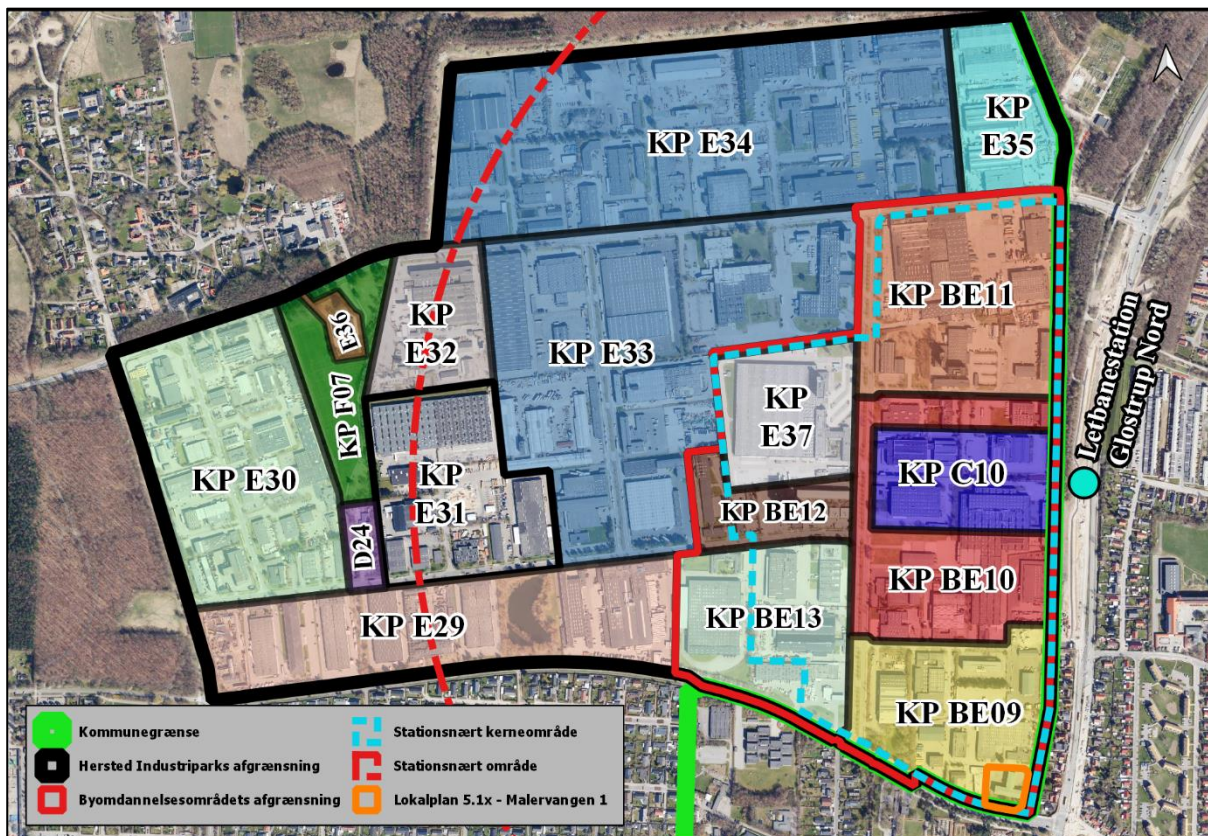 KP E34
KP
E35
KP BE11
KP
E32
KP E33
E36
KP F07
KP
E37
KP E30
KP
E31
KP C10
Letbanestation
Glostrup Nord
D24
KP BE12
KP BE10
KP E29
KP BE13
KP BE09
Kommunegrænse
Hersted Industriparks afgrænsning
Byomdannelsesområdets afgrænsning
Stationsnært kerneområde
Stationsnært område
Lokalplan 5.1x - Malervangen 1